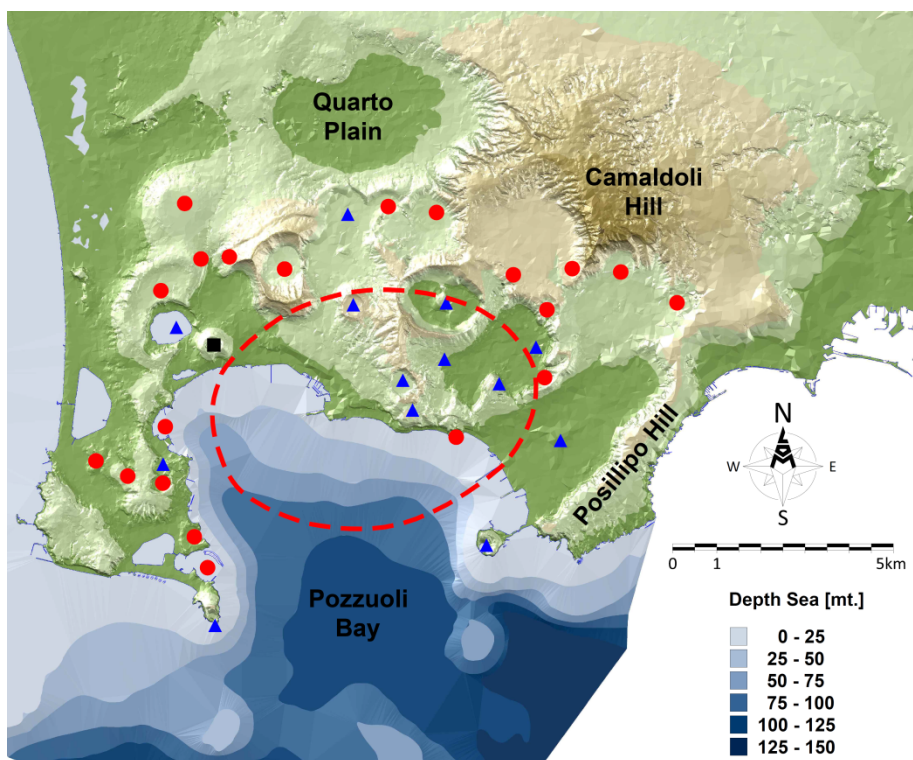 Quarto
Plain
Camaldoli
Hill
Posillipo Hill
N
W
E
S
0 1 5km
Pozzuoli
Bay
Depth Sea [mt.]
0 - 25
25 - 50
50 - 75
75 - 100
100 - 125
125 - 150